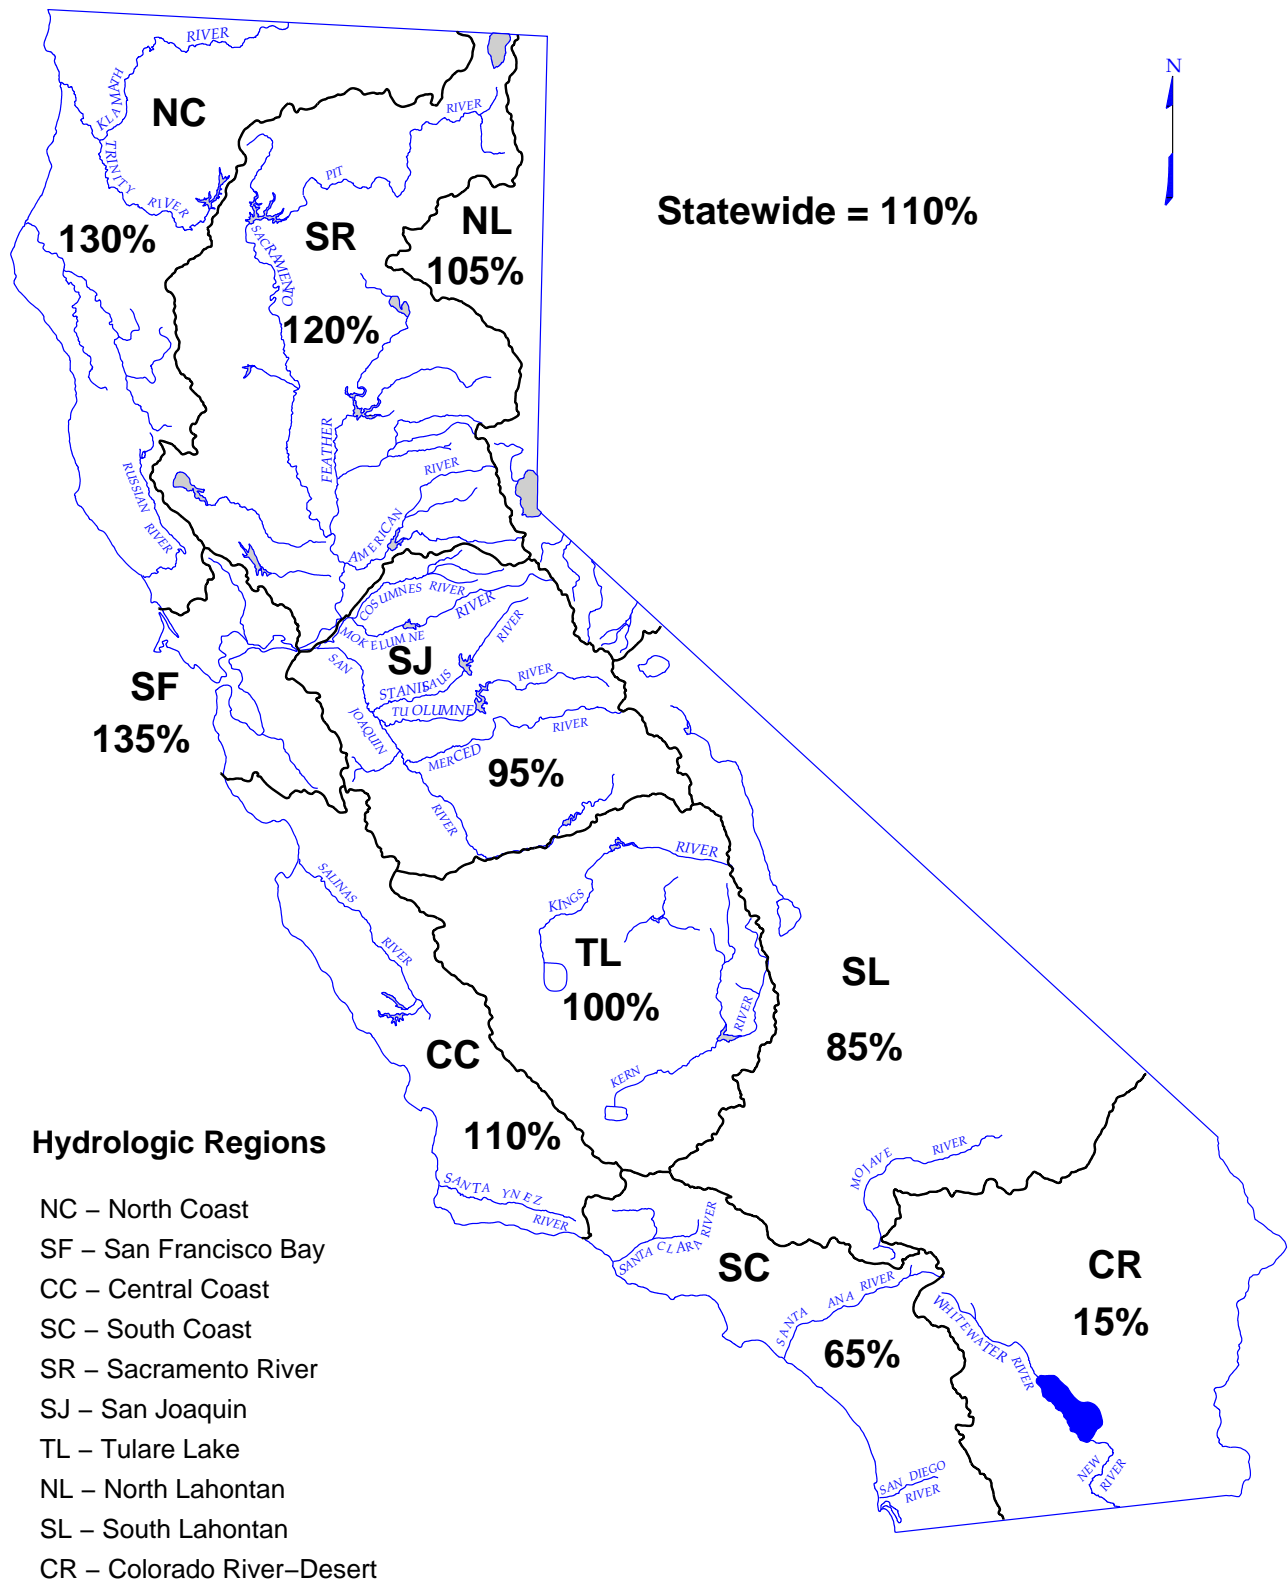 RIVER
N
KLAMATH
NC
RIVER
TRINITY
PIT
RIVER
130%
SACRAMENTO
SR
NL
Statewide = 110%
105%
120%
FEATHER
RIVER
RUSSIAN RIVER
AMERICAN
COSUMNES RIVER
RIVER
MOKELUMNE
RIVER
SAN
SJ
SF
STANISLAUS
RIVER
TUOLUMNE
JOAQUIN
RIVER
135%
MERCED
95%
RIVER
RIVER
SALINAS
KINGS
RIVER
TL
SL
100%
RIVER
85%
CC
KERN
110%
MOJAVE
RIVER
SANTA YNEZ
RIVER
SANTA CLARA RIVER
SC
CR
SANTA ANA RIVER
WHITEWATER RIVER
15%
65%
SAN DIEGO
RIVER
NEW
RIVER
Hydrologic Regions
NC – North Coast
SF – San Francisco Bay
CC – Central Coast
SC – South Coast
SR – Sacramento River
SJ – San Joaquin
TL – Tulare Lake
NL – North Lahontan
SL – South Lahontan
CR – Colorado River–Desert